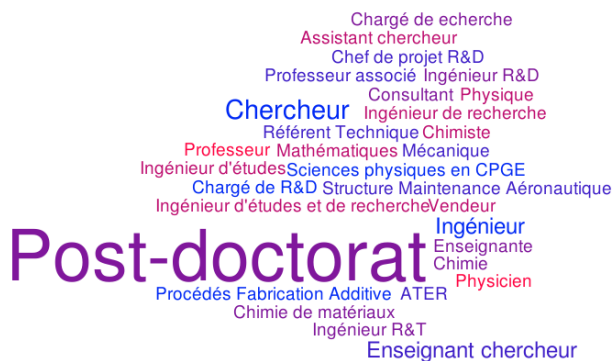 Chargé de echerche
Assistant chercheur
Chef de projet R&D
Professeur associé Ingénieur R&D
Consultant Physique
Chercheur Ingénieur de recherche
Référent Technique Chimiste
Professeur Mathématiques Mécanique
Ingénieur d'études Sciences physiques en CPGE
Chargé de R&D Structure Maintenance Aéronautique
Ingénieur d'études et de recherche Vendeur
Ingénieur
Post-doctorat Enseignante
Chimie
Physicien
Procédés Fabrication Additive ATER
Chimie de matériaux
Ingénieur R&T
Enseignant chercheur